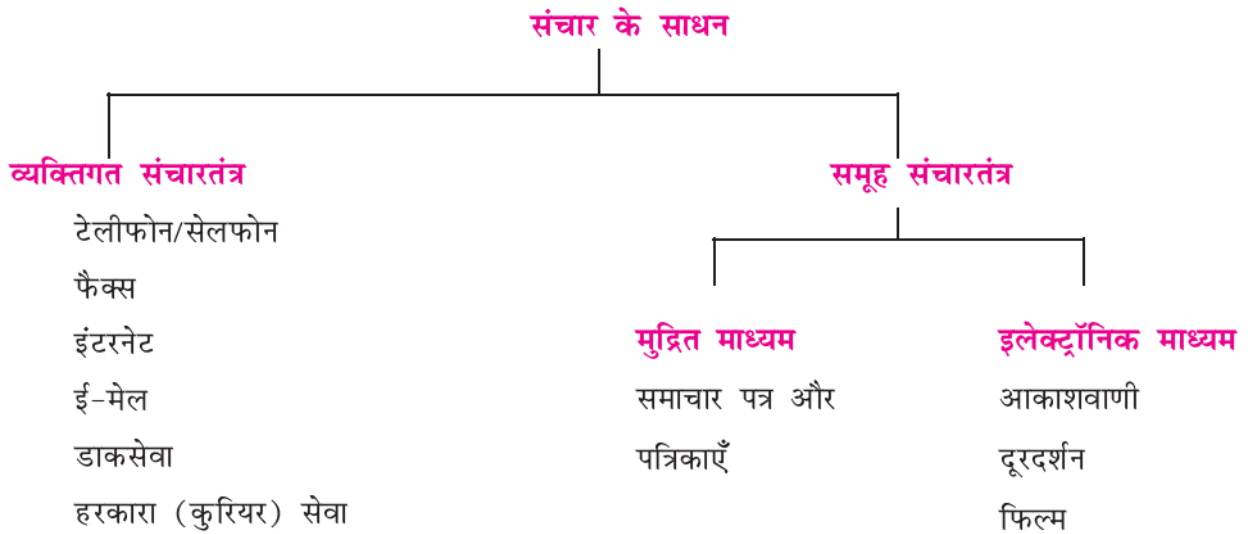 संचार के साधन
व्यक्तिगत संचारतंत्र
टेलीफोन/सेलफोन
फैक्स
इंटरनेट
ई-मेल
डाकसेवा
हरकारा (कुरियर) सेवा
समूह संचारतंत्र
मुद्रित माध्यम
समाचार पत्र और
पत्रिकाएँ
इलेक्ट्रॉनिक माध्यम
आकाशवाणी
दूरदर्शन
फिल्म